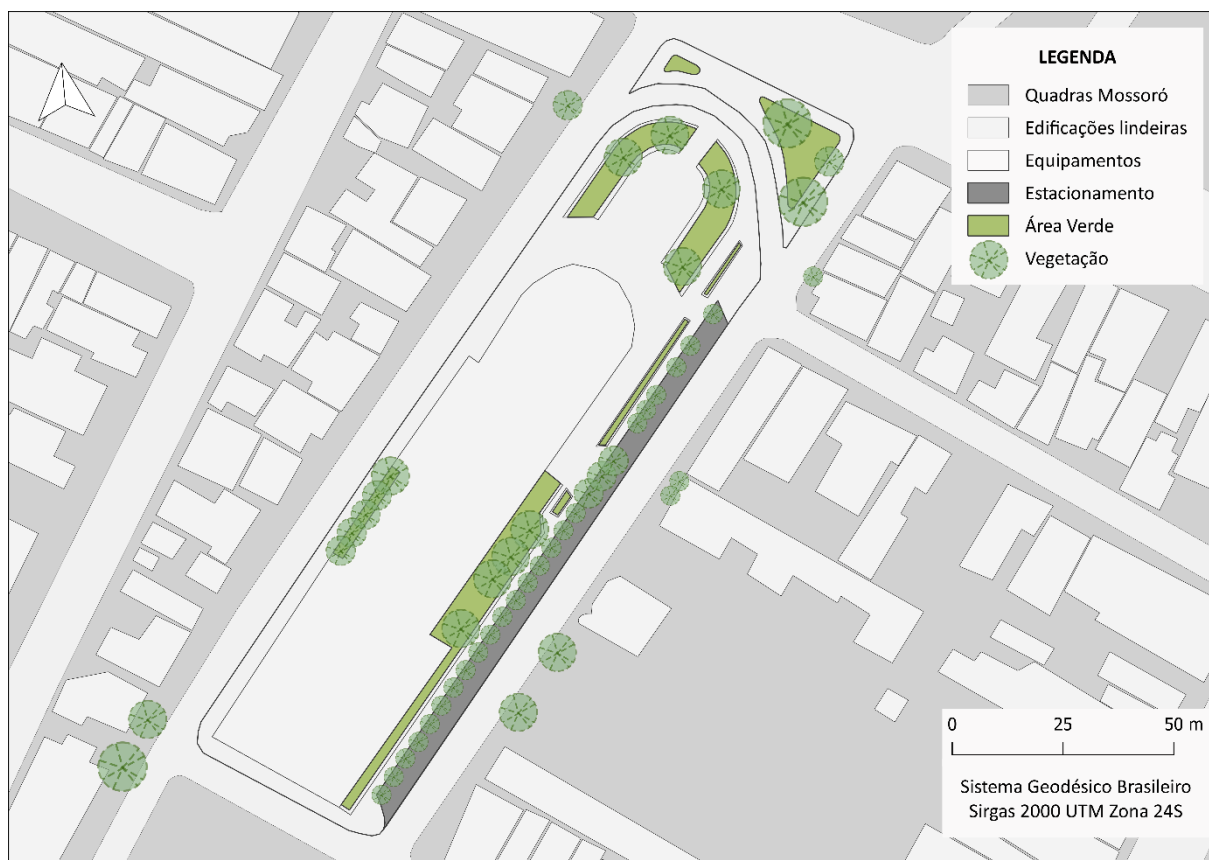 LEGENDA
Quadras Mossoró
Edificações lindeiras
Equipamentos
Estacionamento
Área Verde
Vegetação
0 25 50 m
Sistema Geodésico Brasileiro
Sirgas 2000 UTM Zona 24S